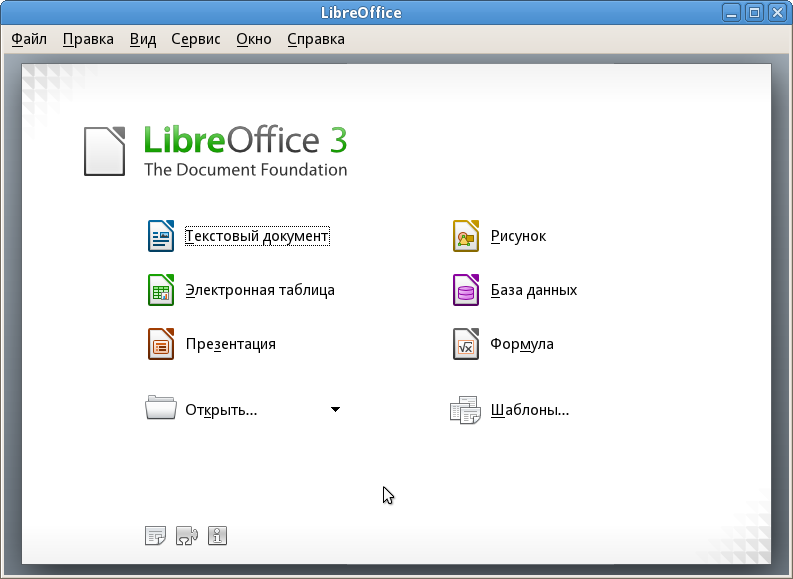 LibreOffice
Файл Правка Вид Сервис Окно Справка
LibreOffice 3
The Document Foundation
Текстовый документ
Рисунок
Электронная таблица
База данных
Презентация
Формула
Открыть...
Шаблоны...